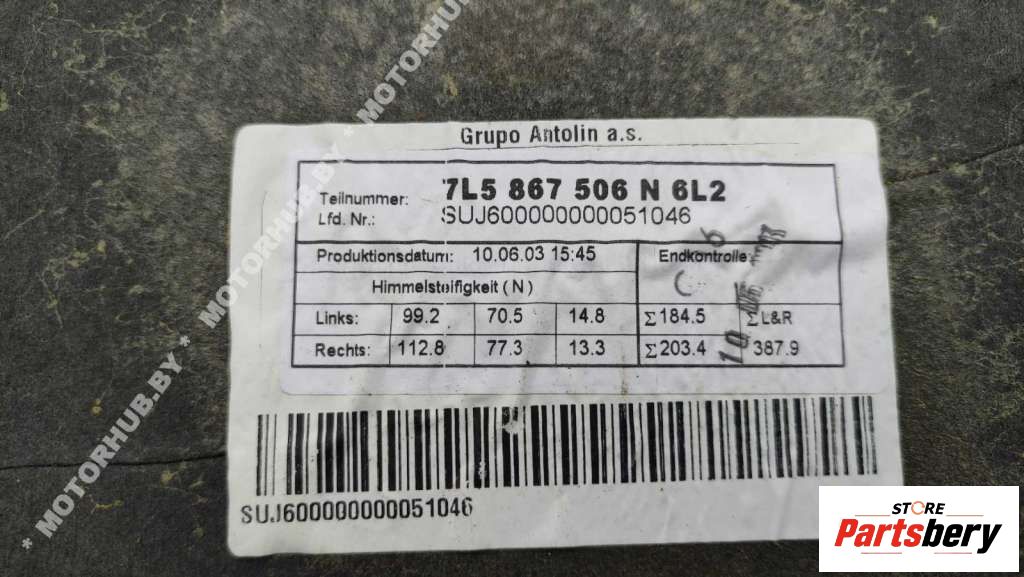 * MOTORHUB.BY * MOTORHUB.BY * MOTORHUB.BY
Grupo Antolin a.s.
Teilnummer: 7L5 867 506 N 6L2
Lfd. Nr.: SUJ600000000051046
Produktionsdatum: 10.06.03 15:45 Endkontrolle:
Himmelsteifigkeit ( N )
Links: 99.2 70.5 14.8 Σ184.5 ΣL&R
Rechts: 112.8 77.3 13.3 Σ203.4 387.9
SUJ600000000051046
STORE
Partsbery